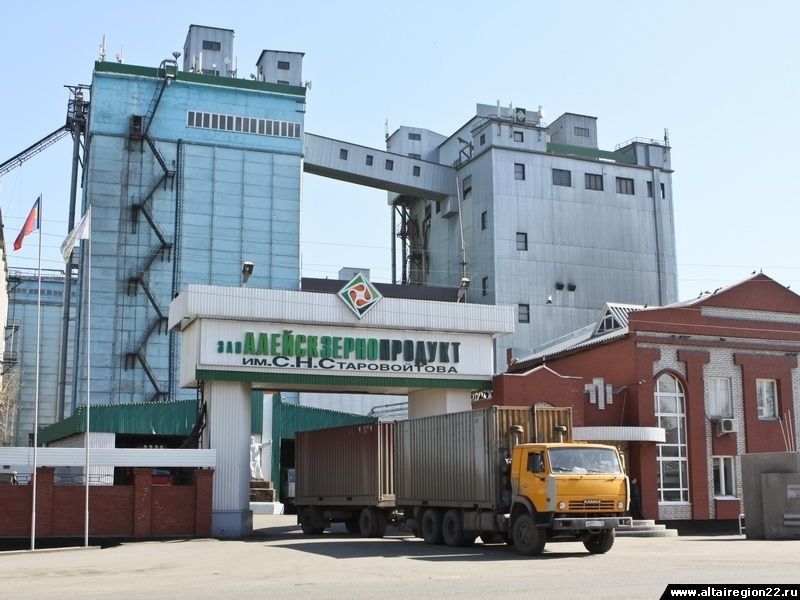 ЗАО АЛЕЙСКЗЕРНОПРОДУКТ
ИМ. С.Н. СТАРОВОЙТОВА
КАМАЗ
www.altairegion22.ru